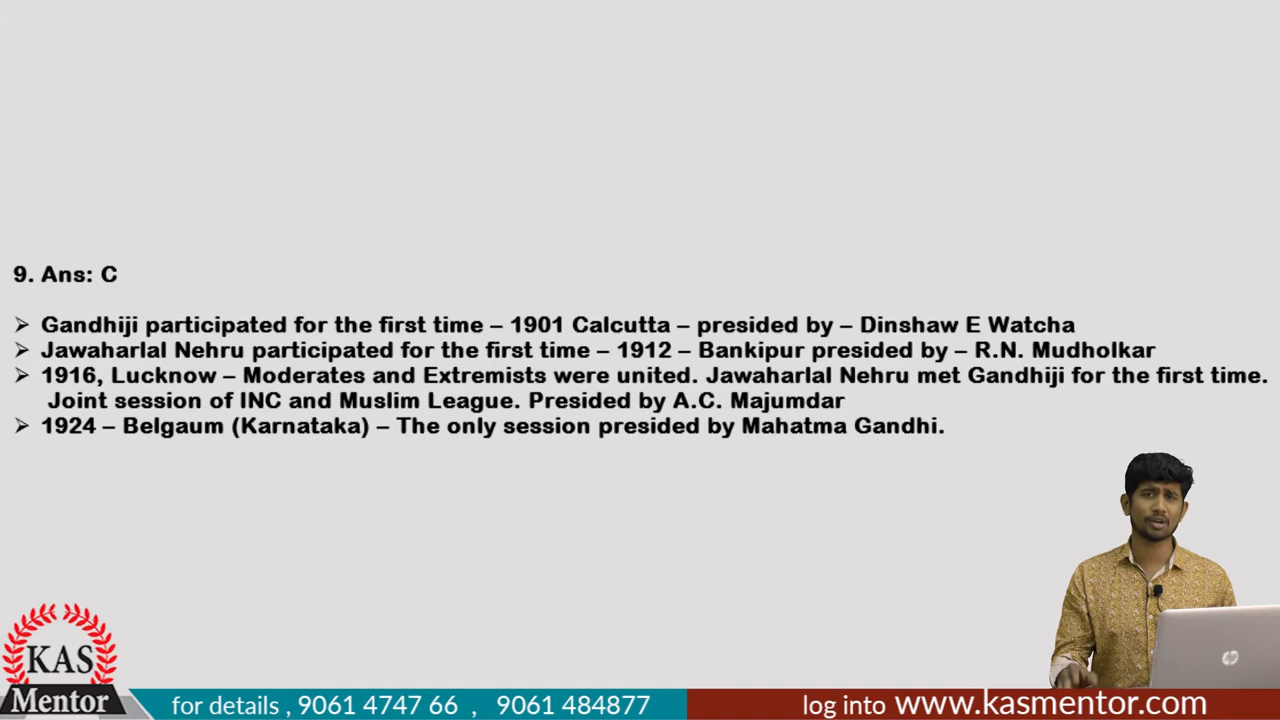 9. Ans: C
➢ Gandhiji participated for the first time – 1901 Calcutta – presided by – Dinshaw E Watcha
➢ Jawaharlal Nehru participated for the first time – 1912 – Bankipur presided by – R.N. Mudholkar
➢ 1916, Lucknow – Moderates and Extremists were united. Jawaharlal Nehru met Gandhiji for the first time.
Joint session of INC and Muslim League. Presided by A.C. Majumdar
➢ 1924 – Belgaum (Karnataka) – The only session presided by Mahatma Gandhi.
KAS
Mentor
for details , 9061 4747 66 , 9061 484877
log into www.kasmentor.com
hp